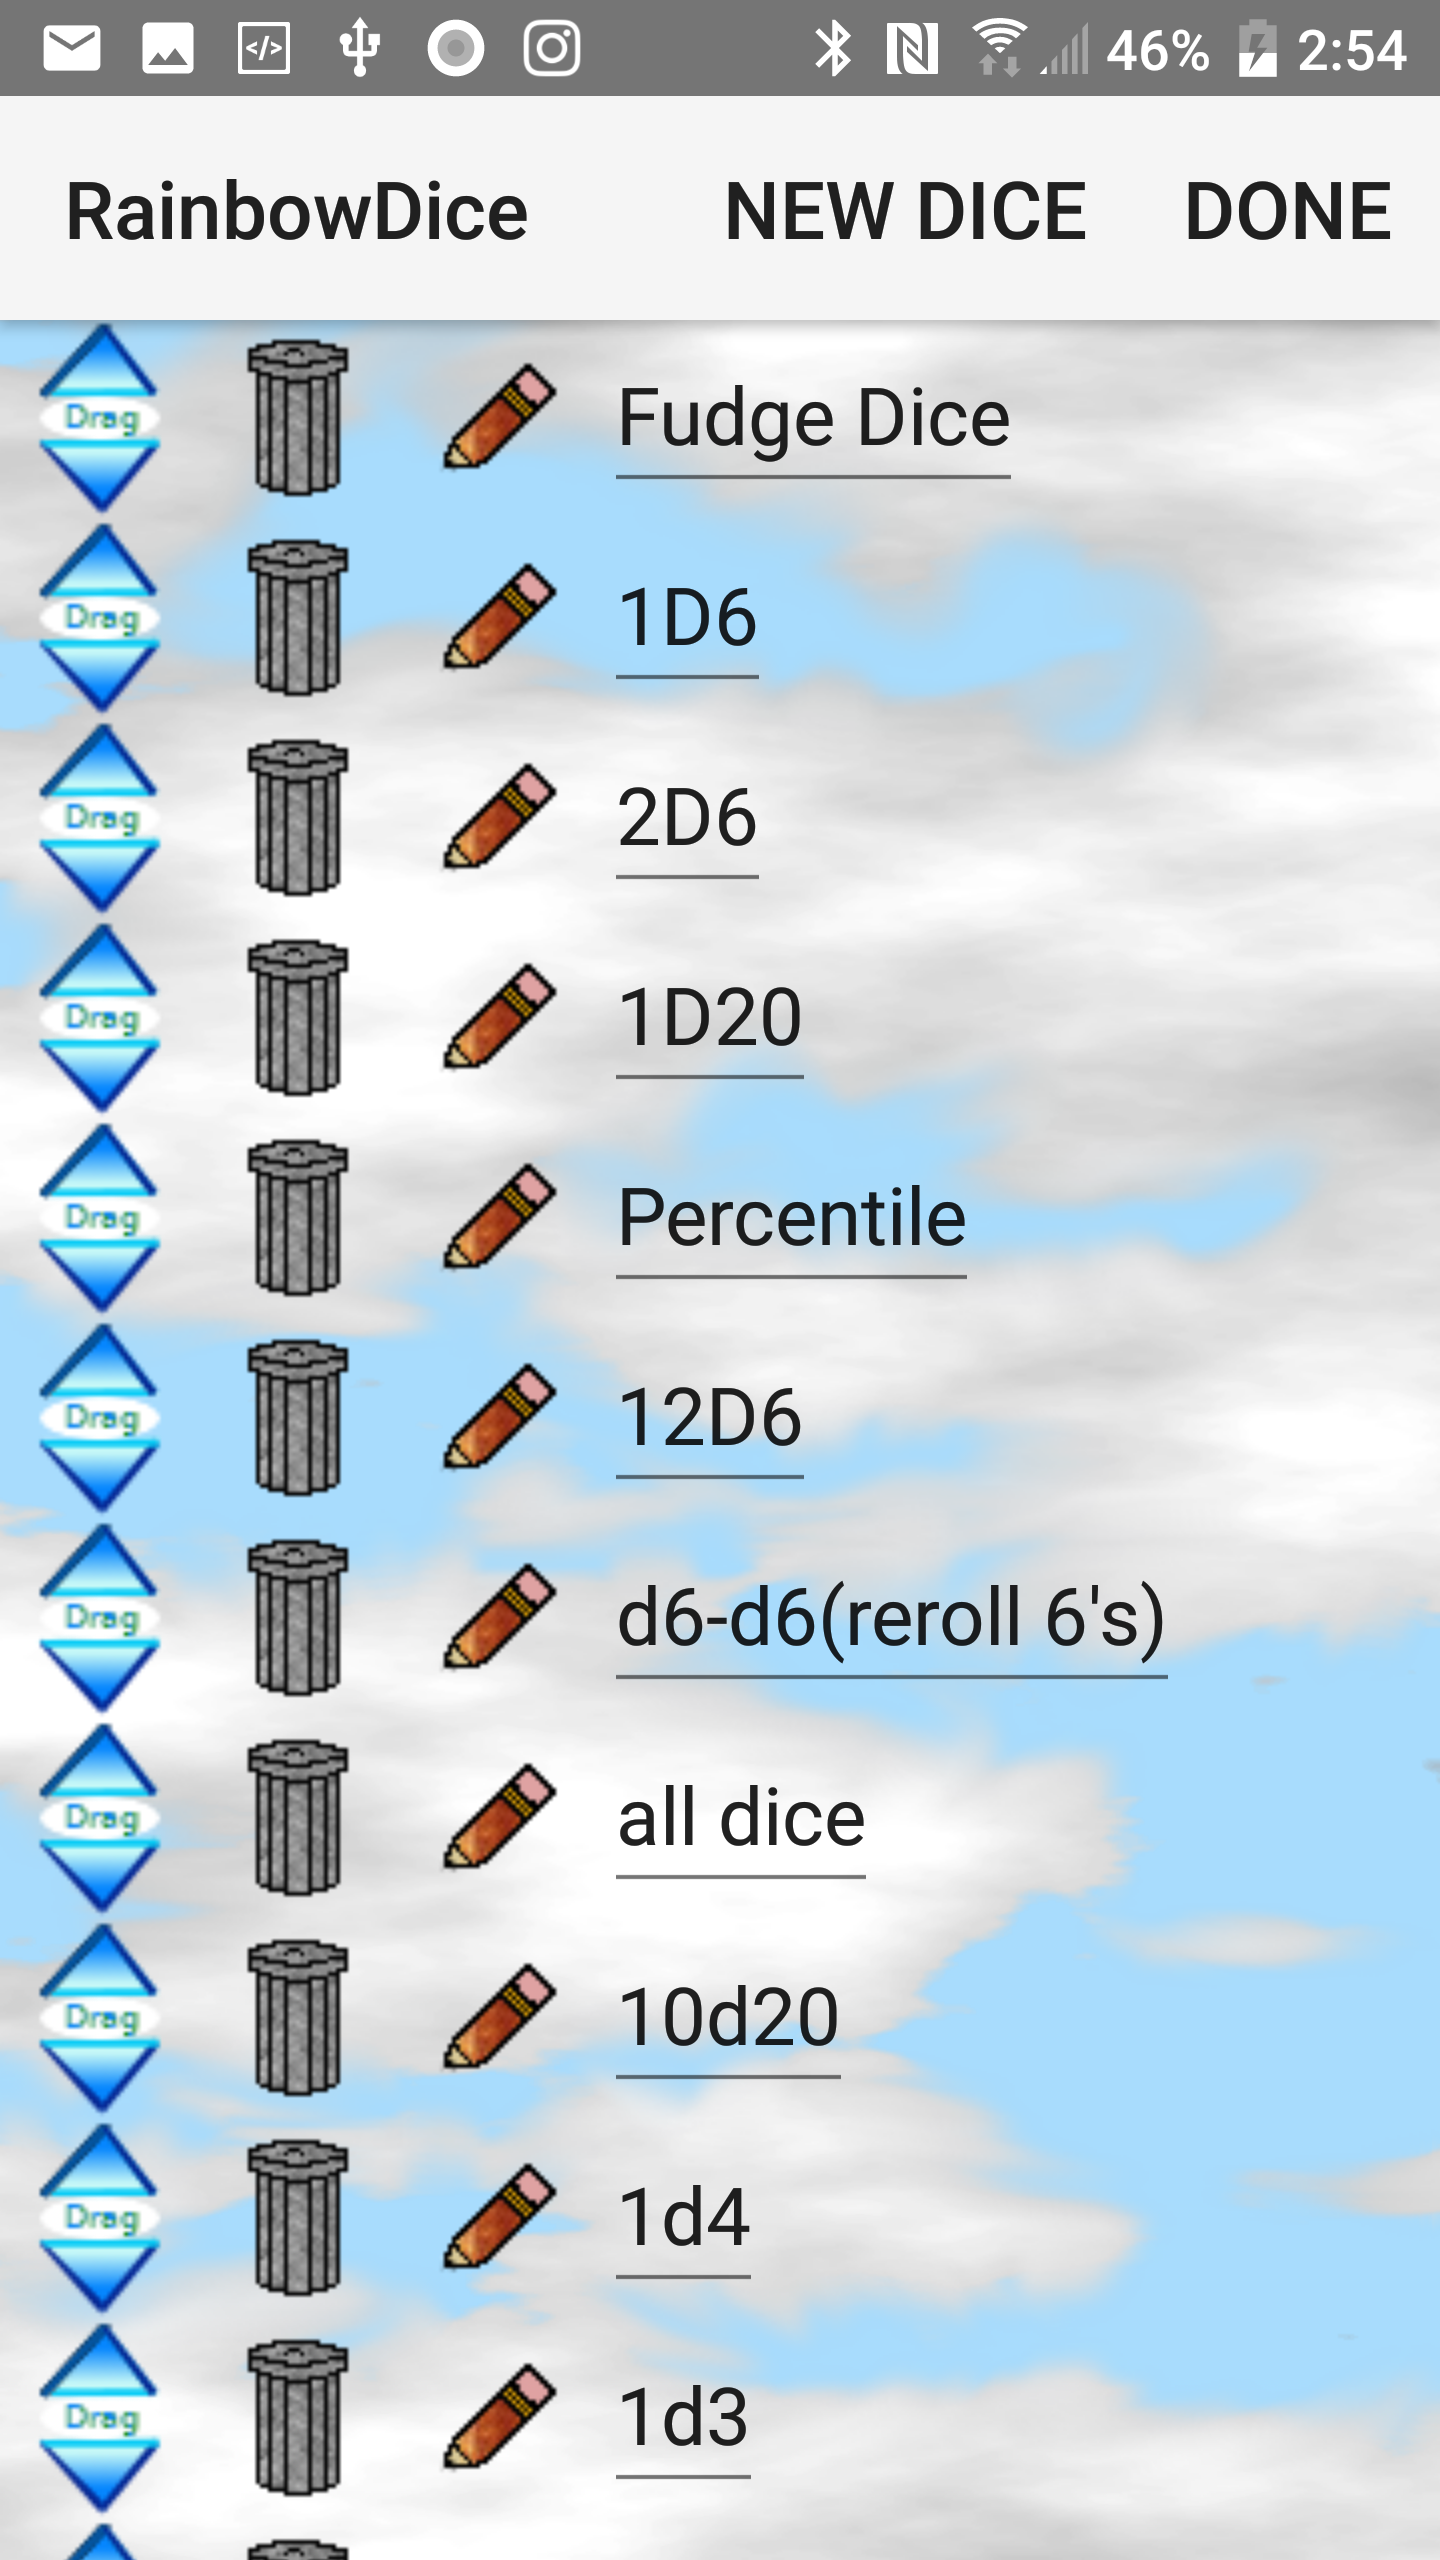 </> 46% 2:54
RainbowDice NEW DICE DONE
Drag Fudge Dice
Drag 1D6
Drag 2D6
Drag 1D20
Drag Percentile
Drag 12D6
Drag d6-d6(reroll 6's)
Drag all dice
Drag 10d20
Drag 1d4
Drag 1d3